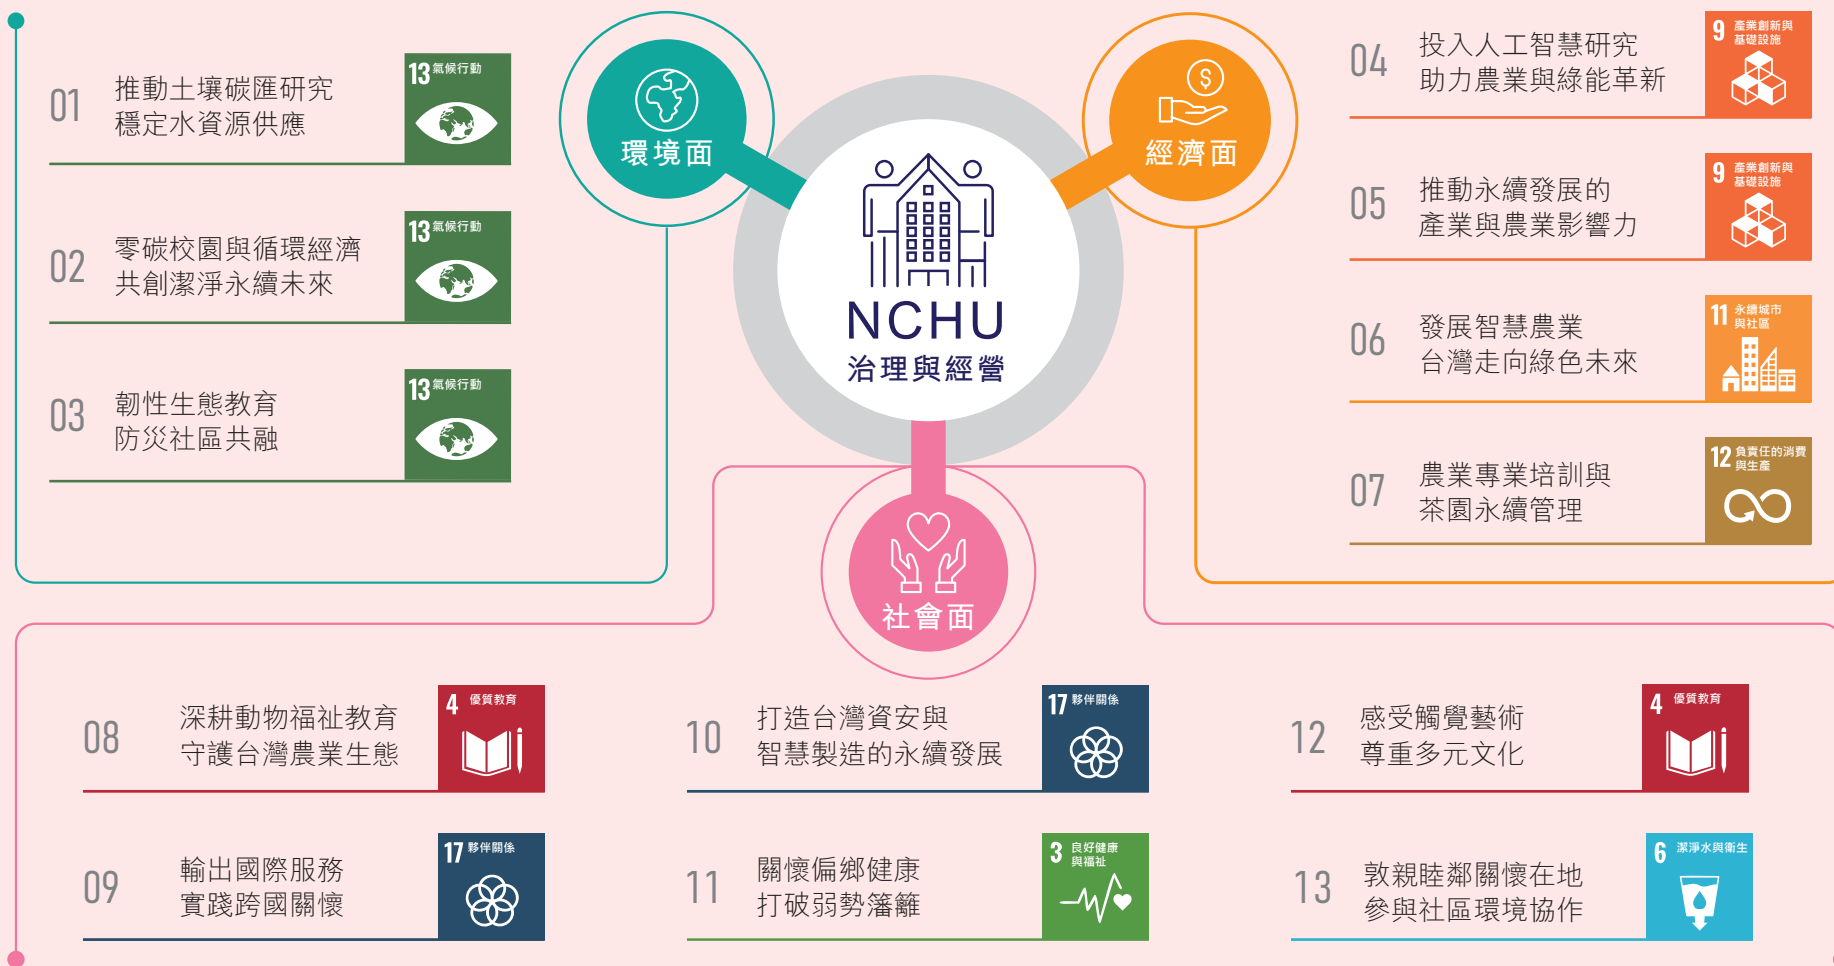 01
推動土壤碳匯研究
穩定水資源供應
13 氣候行動
02
零碳校園與循環經濟
共創潔淨永續未來
13 氣候行動
03
韌性生態教育
防災社區共融
13 氣候行動
環境面
經濟面
NCHU
治理與經營
社會面
04
投入人工智慧研究
助力農業與綠能革新
9 產業創新與
基礎設施
05
推動永續發展的
產業與農業影響力
9 產業創新與
基礎設施
06
發展智慧農業
台灣走向綠色未來
11 永續城市
與社區
07
農業專業培訓與
茶園永續管理
12 負責任的消費
與生產
08
深耕動物福祉教育
守護台灣農業生態
4 優質教育
09
輸出國際服務
實踐跨國關懷
17 夥伴關係
10
打造台灣資安與
智慧製造的永續發展
17 夥伴關係
11
關懷偏鄉健康
打破弱勢藩籬
3 良好健康
與福祉
12
感受觸覺藝術
尊重多元文化
4 優質教育
13
敦親睦鄰關懷在地
參與社區環境協作
6 潔淨水與衛生
$